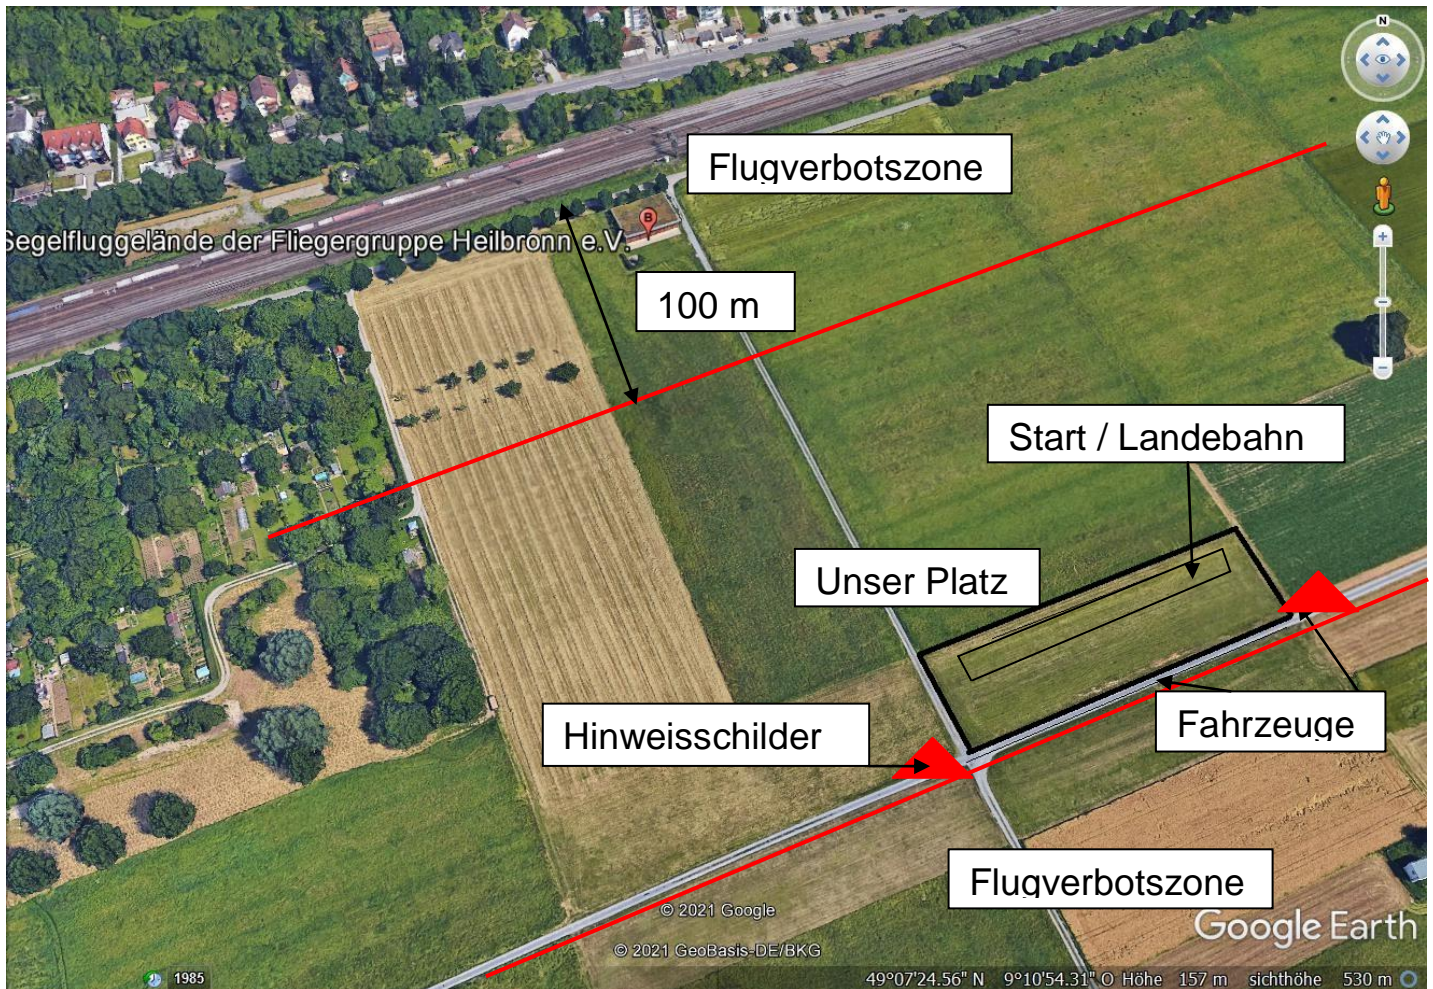 N
Flugverbotszone
B
Segelfluggelände der Fliegergruppe Heilbronn e.V.
100 m
Start / Landebahn
Unser Platz
Hinweisschilder
Fahrzeuge
Flugverbotszone
© 2021 Google
Google Earth
© 2021 GeoBasis-DE/BKG
1985
49°07'24.56" N 9°10'54.31" O Höhe 157 m sichthöhe 530 m